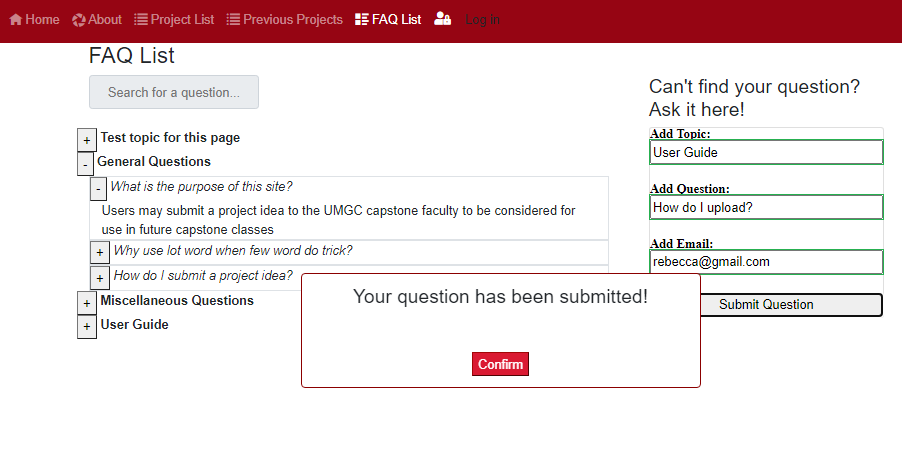 Home About Project List Previous Projects FAQ List Log in
FAQ List
Search for a question...
+ Test topic for this page
- General Questions
- What is the purpose of this site?
Users may submit a project idea to the UMGC capstone faculty to be considered for
use in future capstone classes
+ Why use lot word when few word do trick?
+ How do I submit a project idea?
+ Miscellaneous Questions
+ User Guide
Can't find your question?
Ask it here!
Add Topic:
User Guide
Add Question:
How do I upload?
Add Email:
rebecca@gmail.com
Submit Question
Your question has been submitted!
Confirm